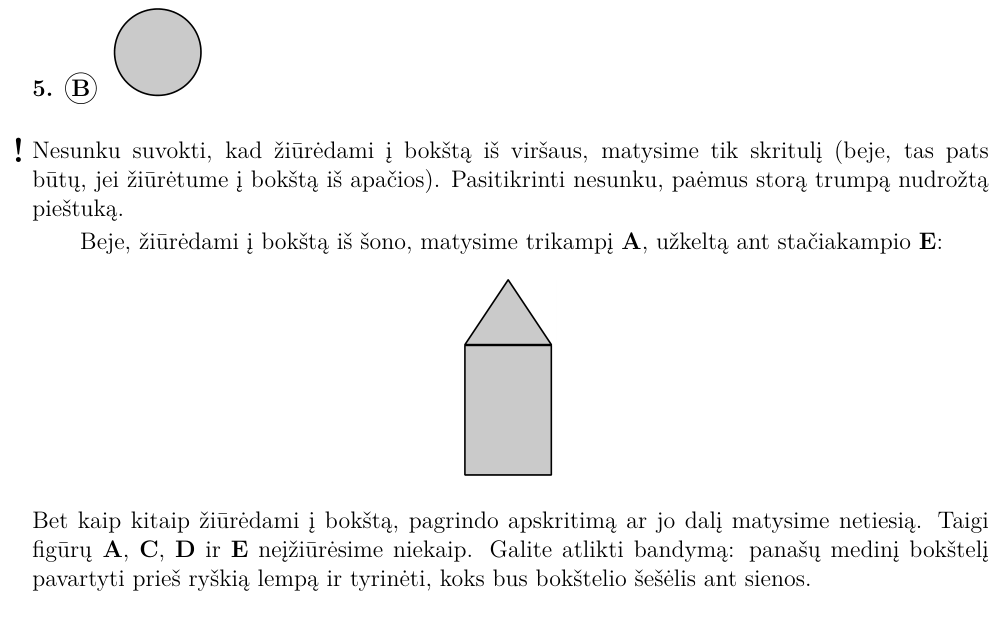 5. B
! Nesunku suvokti, kad žiūrėdami į bokštą iš viršaus, matysime tik skritulį (beje, tas pats
būtų, jei žiūrėtume į bokštą iš apačios). Pasitikrinti nesunku, paėmus storą trumpą nudrožtą
pieštuką.
Beje, žiūrėdami į bokštą iš šono, matysime trikampį A, užkeltą ant stačiakampio E:
Bet kaip kitaip žiūrėdami į bokštą, pagrindo apskritimą ar jo dalį matysime netiesią. Taigi
figūrų A, C, D ir E neįžiūrėsime niekaip. Galite atlikti bandymą: panašų medinį bokštelį
pavartyti prieš ryškią lempą ir tyrinėti, koks bus bokštelio šešėlis ant sienos.